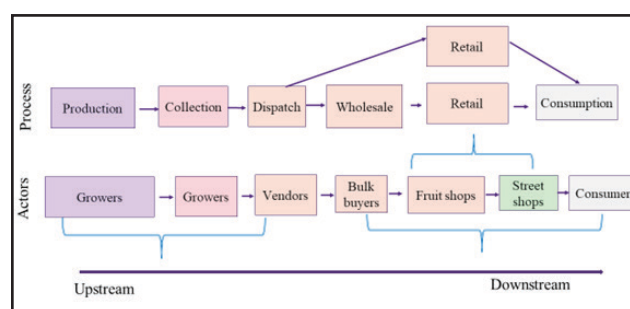 Retail
Process
Production
Collection
Dispatch
Wholesale
Retail
Consumption
Actors
Growers
Growers
Vendors
Bulk
buyers
Fruit shops
Street
shops
Consumer
Upstream
Downstream